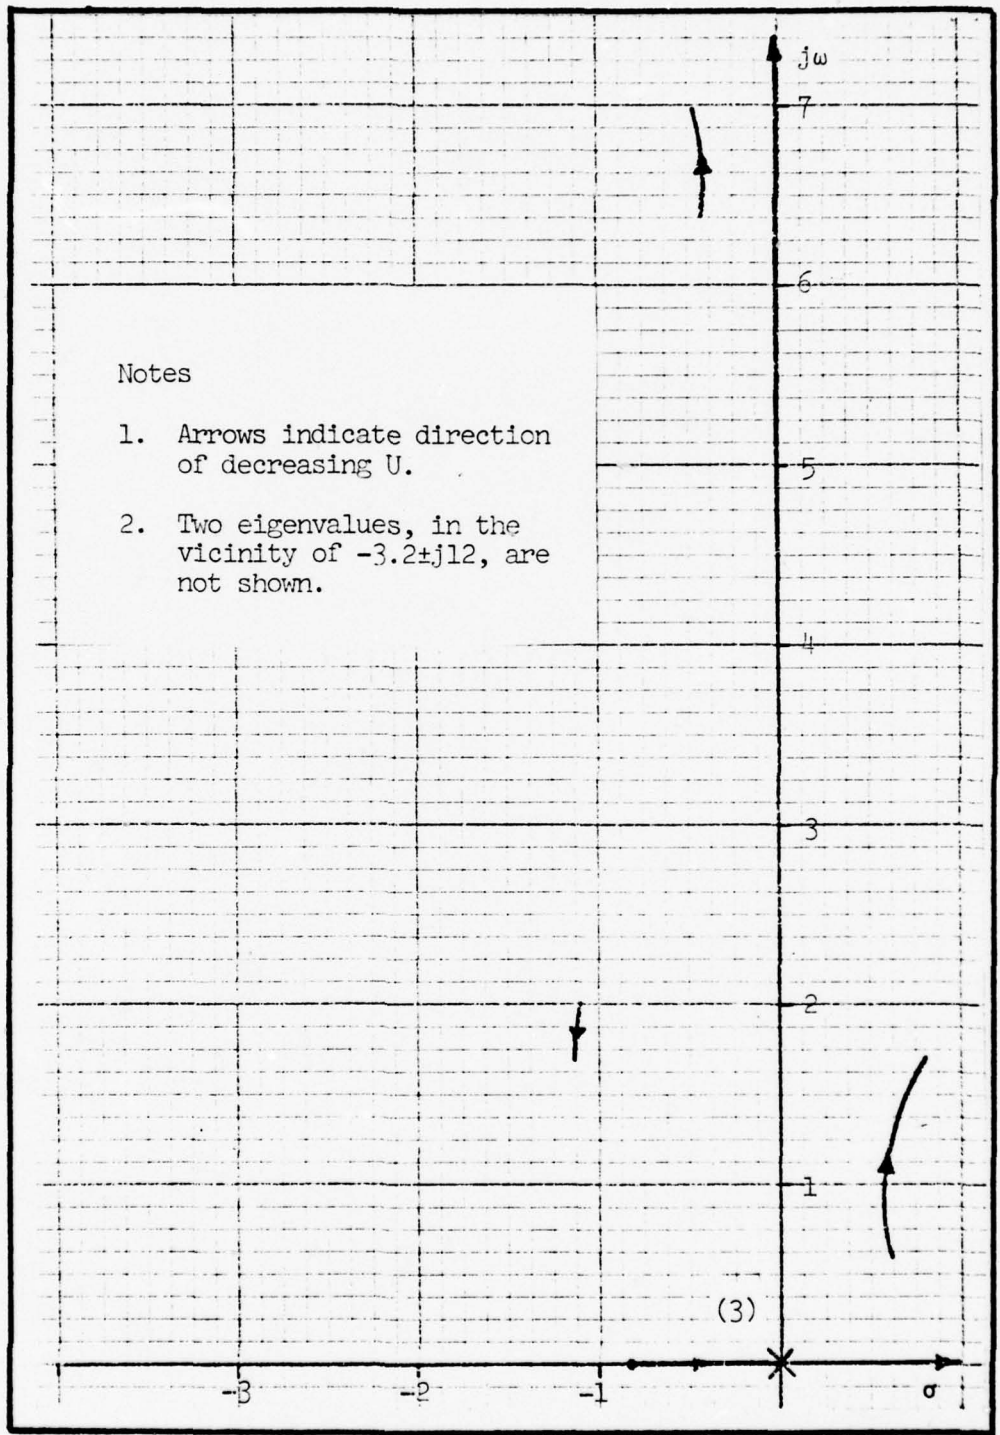 jω
7
6
Notes
1. Arrows indicate direction
of decreasing U.
5
2. Two eigenvalues, in the
vicinity of -3.2±j12, are
not shown.
4
3
2
1
(3)
-3 -2 -1 σ